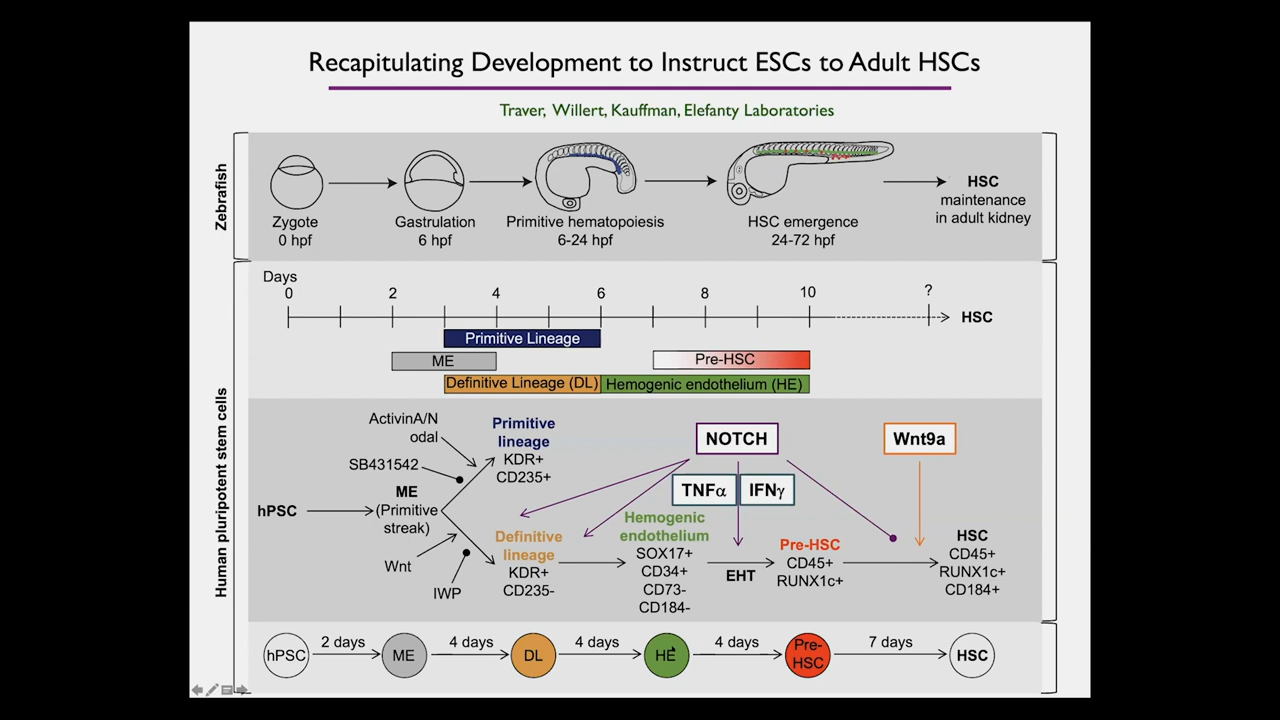 Recapitulating Development to Instruct ESCs to Adult HSCs
Traver, Willert, Kauffman, Elefanty Laboratories
Zebrafish
Zygote
0 hpf
Gastrulation
6 hpf
Primitive hematopoiesis
6-24 hpf
HSC emergence
24-72 hpf
HSC
maintenance
in adult kidney
Human pluripotent stem cells
Days
0 2 4 6 8 10 ?
HSC
Primitive Lineage
ME
Pre-HSC
Definitive Lineage (DL)
Hemogenic endothelium (HE)
ActivinA/N
odal
SB431542
hPSC
ME
(Primitive
streak)
Wnt
IWP
Primitive
lineage
KDR+
CD235+
Definitive
lineage
KDR+
CD235-
NOTCH
TNFα
IFNγ
Wnt9a
Hemogenic
endothelium
SOX17+
CD34+
CD73-
CD184-
EHT
Pre-HSC
CD45+
RUNX1c+
HSC
CD45+
RUNX1c+
CD184+
hPSC
2 days
ME
4 days
DL
4 days
HE
4 days
Pre-
HSC
7 days
HSC